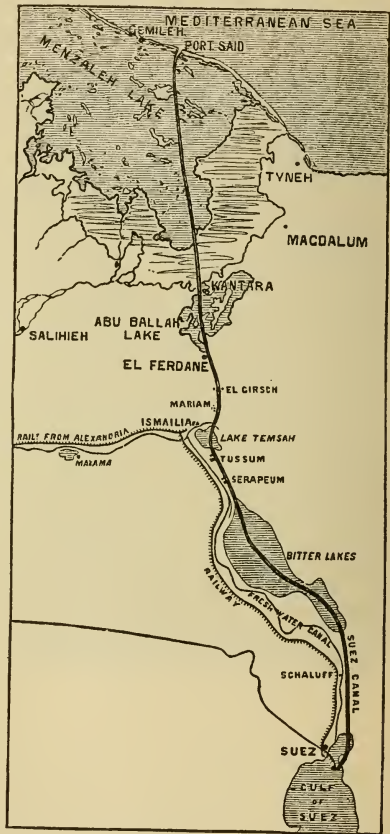 MEDITERRANEAN SEA
GEMILEH
PORT SAID
MENZALEH LAKE
TYNEH
MAGDALUM
KANTARA
ABU BALLAH
LAKE
SALIHIEH
EL FERDANE
EL GIRSCH
MARIAM
ISMAILIA
RAILY FROM ALEXANDRIA
LAKE TEMSAH
MAXAMA
TUSSUM
SERAPEUM
BITTER LAKES
RAILWAY
FRESH WATER CANAL
SUEZ CANAL
SCHALUFF
SUEZ
GULF
OF
SUEZ